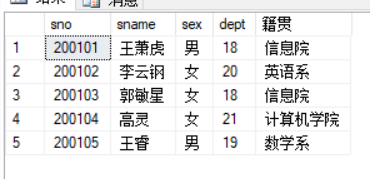 消息
sno sname sex dept 籍贯
1 200101 王萧虎 男 18 信息院
2 200102 李云钢 女 20 英语系
3 200103 郭敏星 女 18 信息院
4 200104 高灵 女 21 计算机学院
5 200105 王睿 男 19 数学系